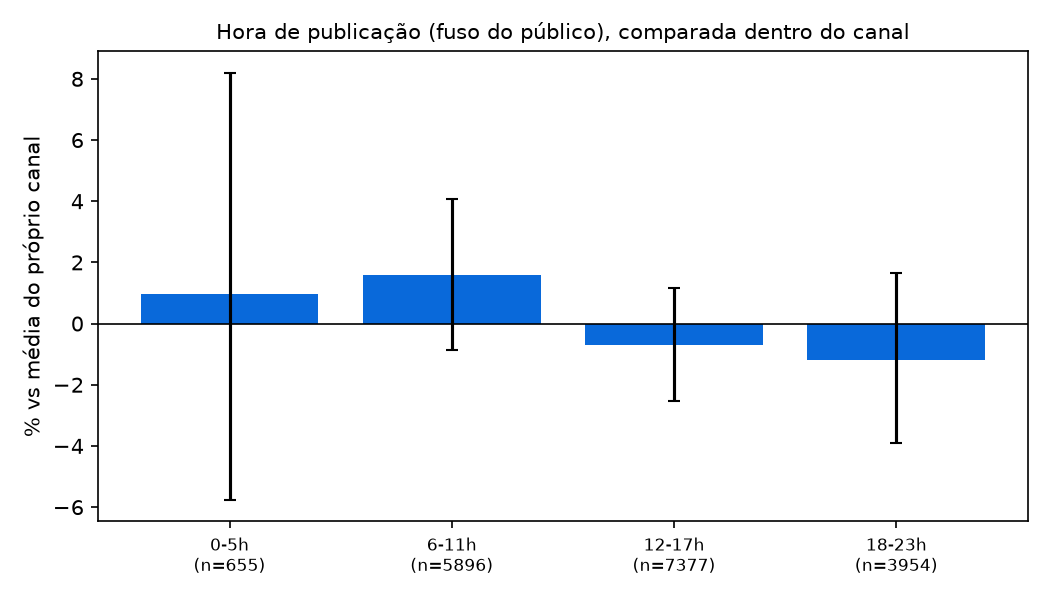 Hora de publicação (fuso do público), comparada dentro do canal
% vs média do próprio canal
8
6
4
2
0
−2
−4
−6
0-5h
(n=655)
6-11h
(n=5896)
12-17h
(n=7377)
18-23h
(n=3954)